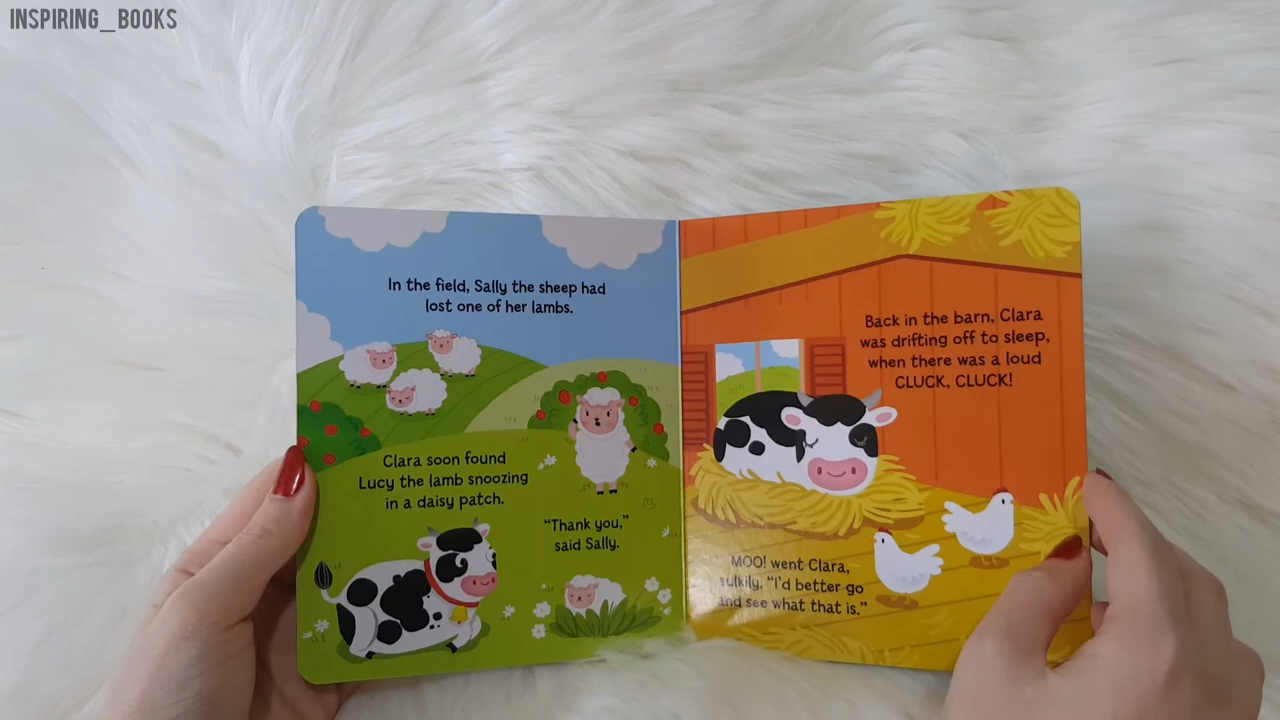 INSPIRING_BOOKS
In the field, Sally the sheep had
lost one of her lambs.
Clara soon found
Lucy the lamb snoozing
in a daisy patch.
"Thank you,"
said Sally.
Back in the barn, Clara
was drifting off to sleep,
when there was a loud
CLUCK, CLUCK!
MOO! went Clara,
sulkily. "I'd better go
and see what that is."